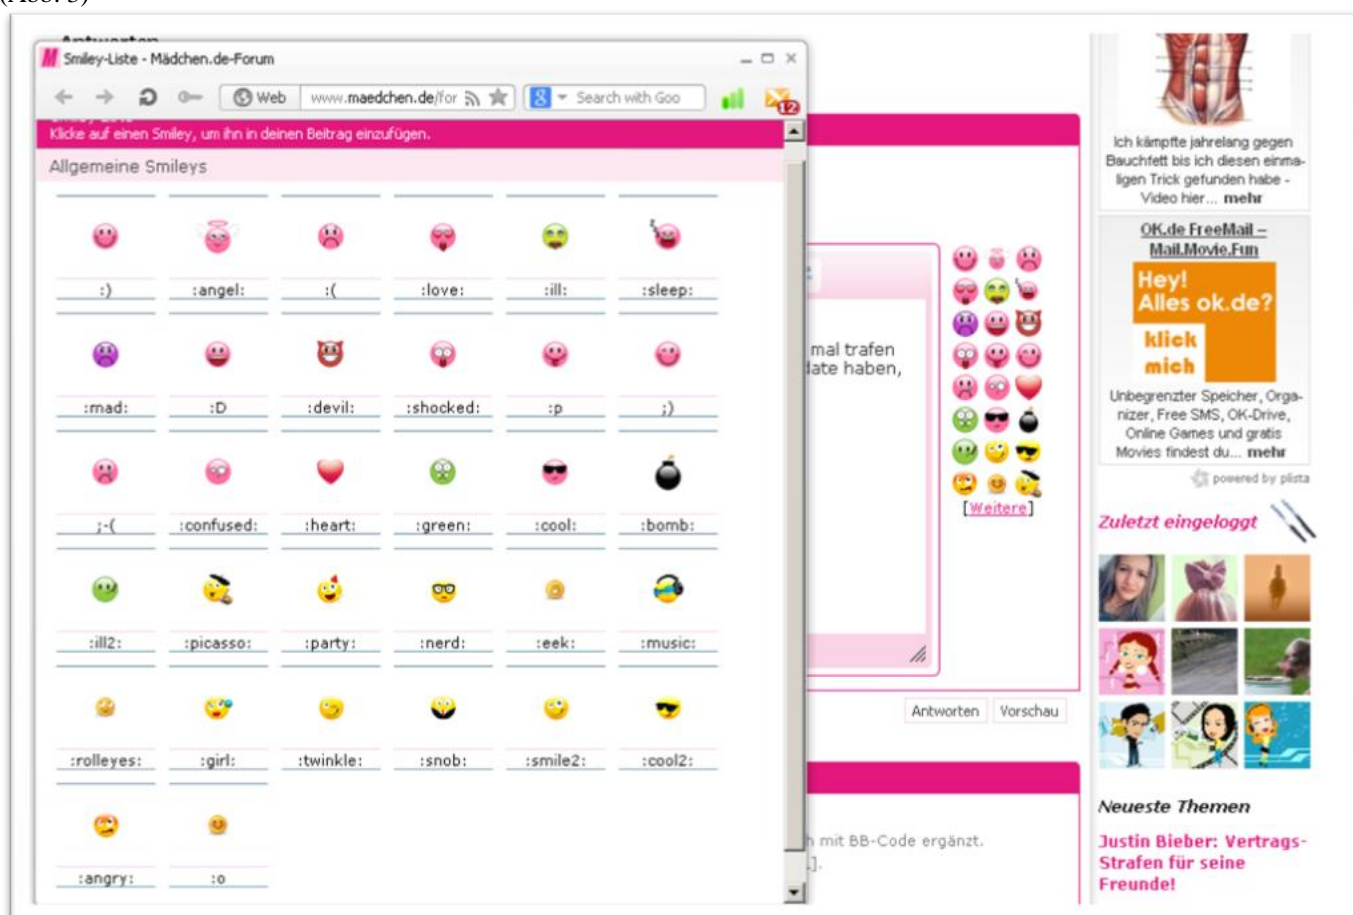 Smiley-Liste - Mädchen.de-Forum
Web
www.maedchen.de/for
Search with Goo
12
Klicke auf einen Smiley, um ihn in deinen Beitrag einzufügen.
Allgemeine Smileys
:) :angel: :( :love: :ill: :sleep:
:mad: :D :devil: :shocked: :p ;)
;-( :confused: :heart: :green: :cool: :bomb:
:ill2: :picasso: :party: :nerd: :eek: :music:
:rolleyes: :girl: :twinkle: :snob: :smile2: :cool2:
:angry: :o
mal trafen
date haben,
[Weitere]
Antworten Vorschau
h mit BB-Code ergänzt.
Ich kämpfte jahrelang gegen
Bauchfett bis ich diesen einma-
ligen Trick gefunden habe -
Video hier... mehr
OK.de FreeMail –
Mail.Movie.Fun
Hey!
Alles ok.de?
klick
mich
Unbegrenzter Speicher, Orga-
nizer, Free SMS, OK-Drive,
Online Games und gratis
Movies findest du... mehr
powered by plista
Zuletzt eingeloggt
Neueste Themen
Justin Bieber: Vertrags-
Strafen für seine
Freunde!